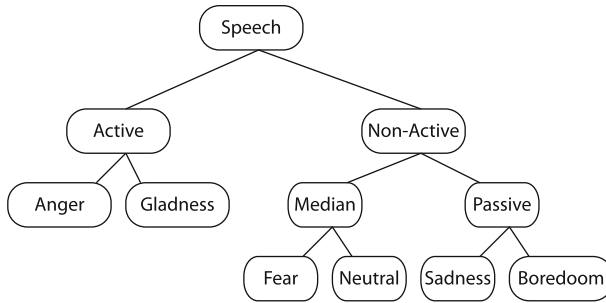 Speech
Active
Non-Active
Anger
Gladness
Median
Passive
Fear
Neutral
Sadness
Boredoom